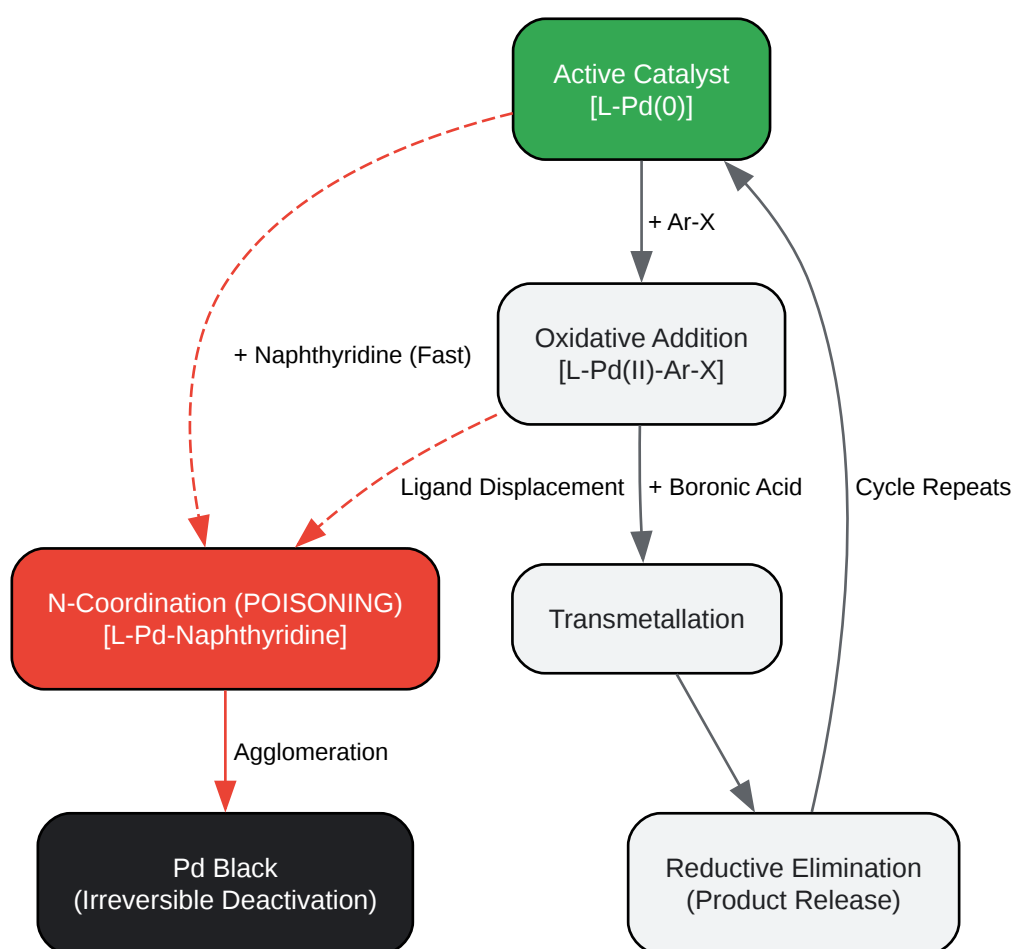 Active Catalyst
[L-Pd(0)]
+ Ar-X
Oxidative Addition
[L-Pd(II)-Ar-X]
+ Naphthyridine (Fast)
Ligand Displacement
+ Boronic Acid
Cycle Repeats
N-Coordination (POISONING)
[L-Pd-Naphthyridine]
Transmetallation
Agglomeration
Pd Black
(Irreversible Deactivation)
Reductive Elimination
(Product Release)